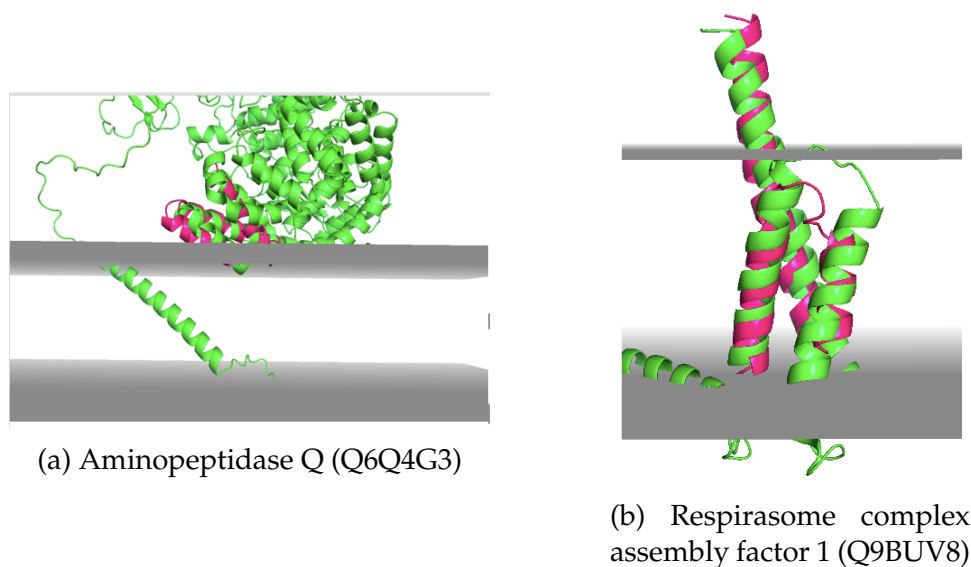 (a) Aminopeptidase Q (Q6Q4G3)
(b) Respirasome complex
assembly factor 1 (Q9BUV8)